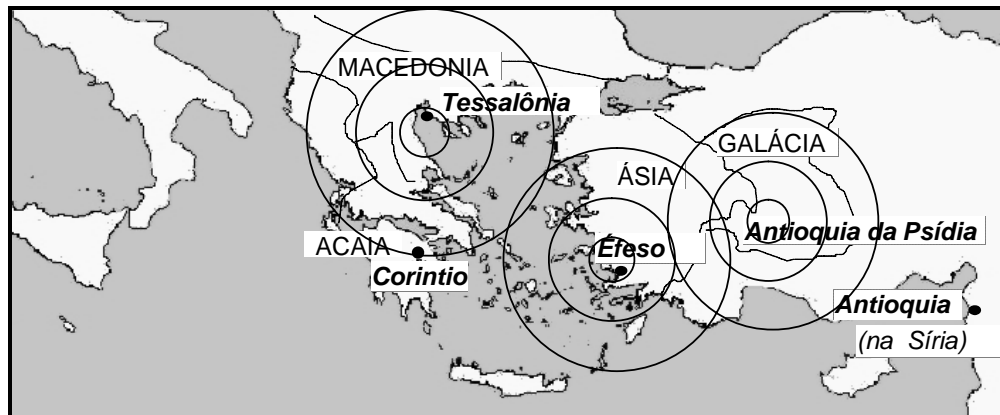 MACEDONIA
Tessalônia
GALÁCIA
ÁSIA
ACAIA
Corintio
Éfeso
Antioquia da Psídia
Antioquia
(na Síria)